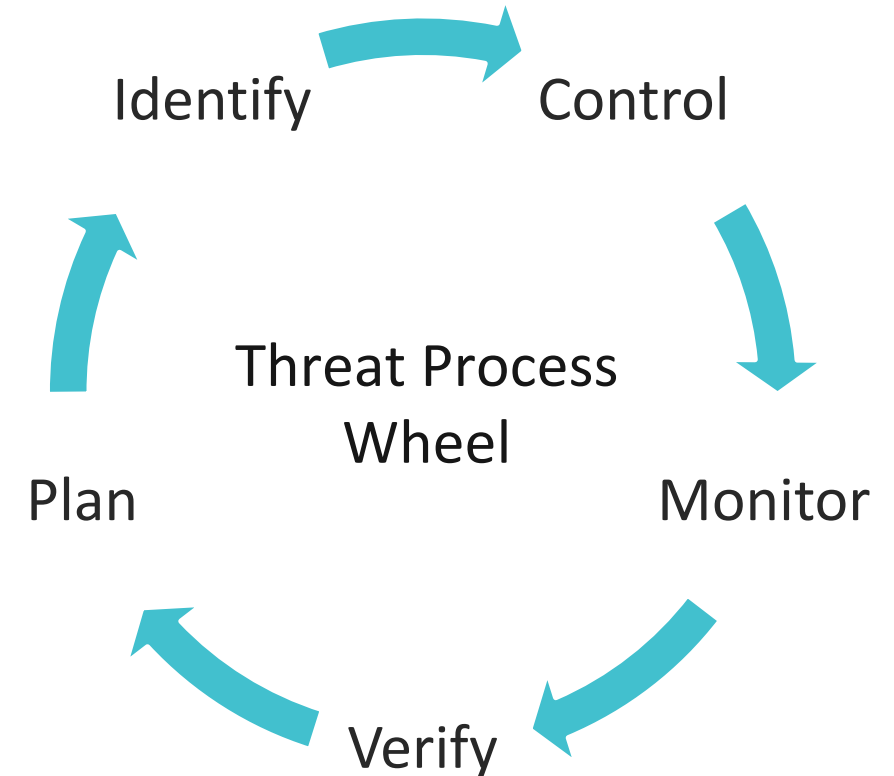 Identify
Control
Threat Process
Wheel
Plan
Monitor
Verify